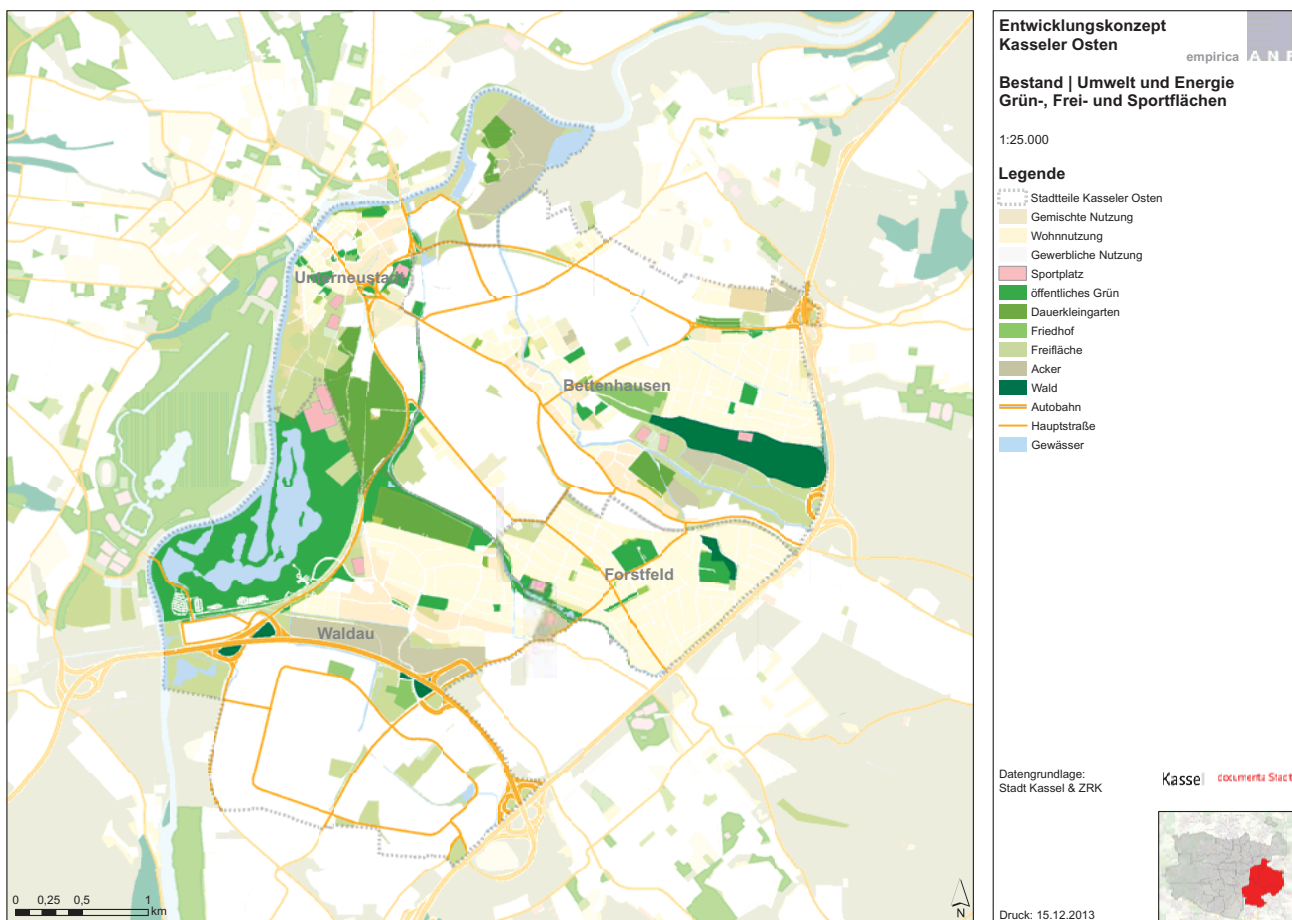 Entwicklungskonzept
Kasseler Osten
empirica
Bestand | Umwelt und Energie
Grün-, Frei- und Sportflächen
1:25.000
Legende
Stadtteile Kasseler Osten
Gemischte Nutzung
Wohnnutzung
Gewerbliche Nutzung
Sportplatz
öffentliches Grün
Dauerkleingarten
Friedhof
Freifläche
Acker
Wald
Autobahn
Hauptstraße
Gewässer
Unterneustadt
Bettenhausen
Forstfeld
Waldau
0 0,25 0,5 1
km
N
Datengrundlage:
Stadt Kassel & ZRK
Kassel documenta Stadt
Druck: 15.12.2013